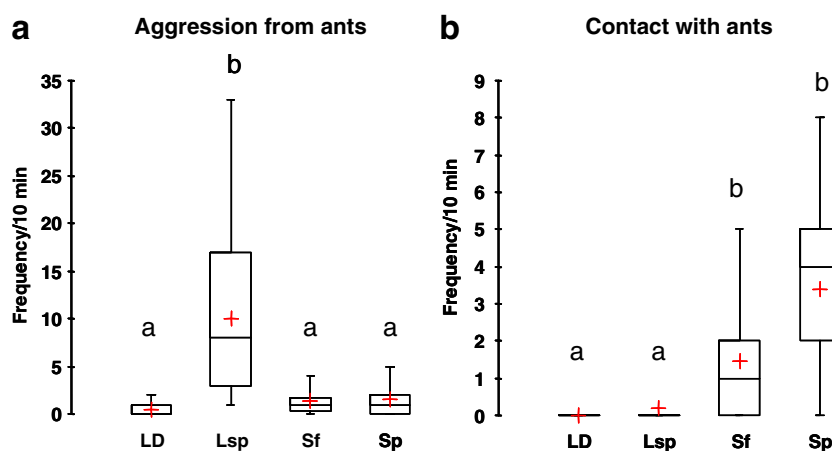 a Aggression from ants
b Contact with ants
Frequency/10 min
35
30
25
20
15
10
5
0
b
a
a
a
LD Lsp Sf Sp
Frequency/10 min
9
8
7
6
5
4
3
2
1
0
b
b
a
a
LD Lsp Sf Sp